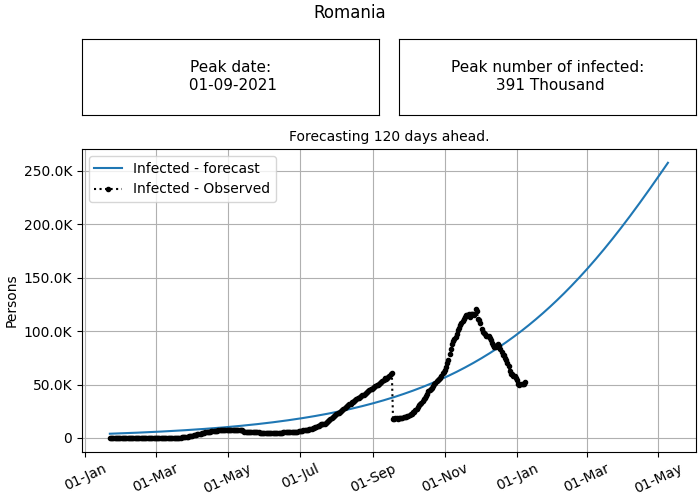 Romania
Peak date:
01-09-2021
Peak number of infected:
391 Thousand
Forecasting 120 days ahead.
Infected - forecast
Infected - Observed
250.0K
200.0K
150.0K
100.0K
50.0K
0
Persons
01-Jan
01-Mar
01-May
01-Jul
01-Sep
01-Nov
01-Jan
01-Mar
01-May